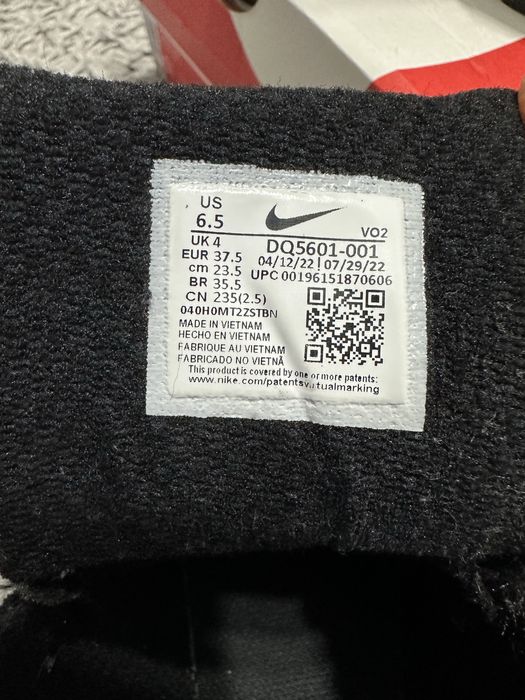 US
6.5
VO2
UK 4
DQ5601-001
EUR 37.5
04/12/22 | 07/29/22
cm 23.5
UPC 00196151870606
BR 35.5
CN 235(2.5)
040H0MT2ZSTBN
MADE IN VIETNAM
HECHO EN VIETNAM
FABRIQUE AU VIETNAM
FABRICADO NO VIETNÃ
This product is covered by one or more patents:
www.nike.com/patentsv tualmarking